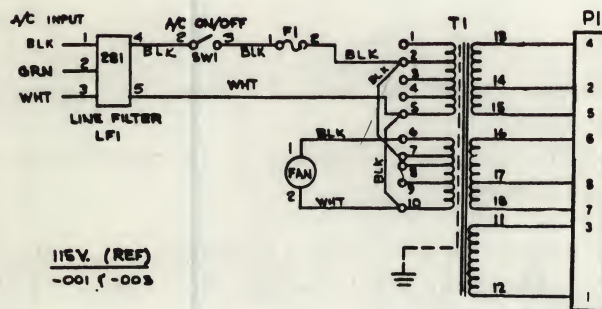 A/C INPUT
A/C ON/OFF
F1
T1
P1
BLK 1 4 BLK 2 3 BLK 1 2 BLK
2S1
SW1
GRN 2
WHT 3 5 WHT
LINE FILTER
LF1
1
2
3
4
5
6
7
8
9
10
BLK
BLK
BLK
1
FAN
2
WHT
13 4
14 2
15 5
16 6
17 8
18 7
11 3
12 1
115V. (REF)